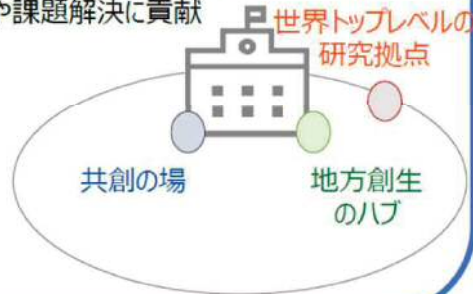 や課題解決に貢献
世界トップレベルの
研究拠点
共創の場
地方創生
のハブ